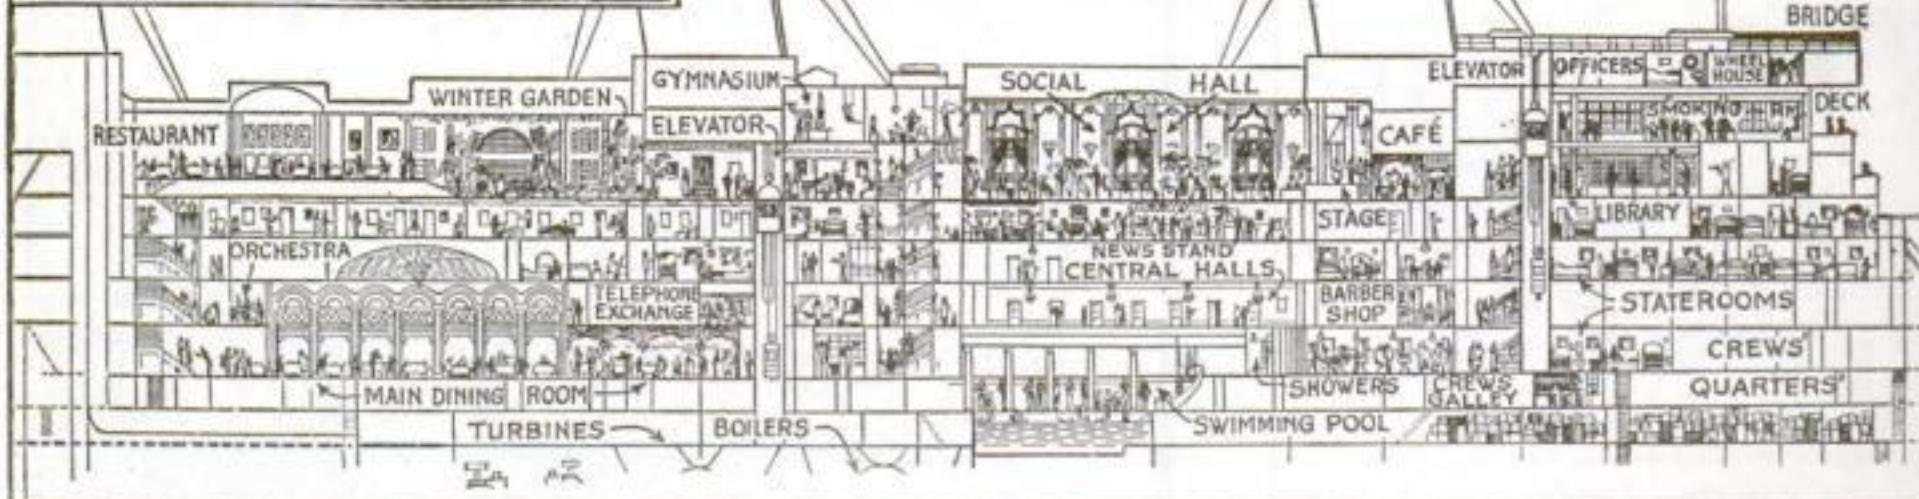 BRIDGE
GYMNASIUM
SOCIAL HALL
ELEVATOR
OFFICERS
WHEEL
HOUSE
WINTER GARDEN
SMOKING RM
DECK
RESTAURANT
ELEVATOR
CAFÉ
STAGE
LIBRARY
ORCHESTRA
NEWS STAND
CENTRAL HALLS
TELEPHONE
EXCHANGE
BARBER
SHOP
STATEROOMS
CREWS'
MAIN DINING ROOM
SHOWERS
CREWS
GALLEY
QUARTERS
TURBINES
BOILERS
SWIMMING POOL